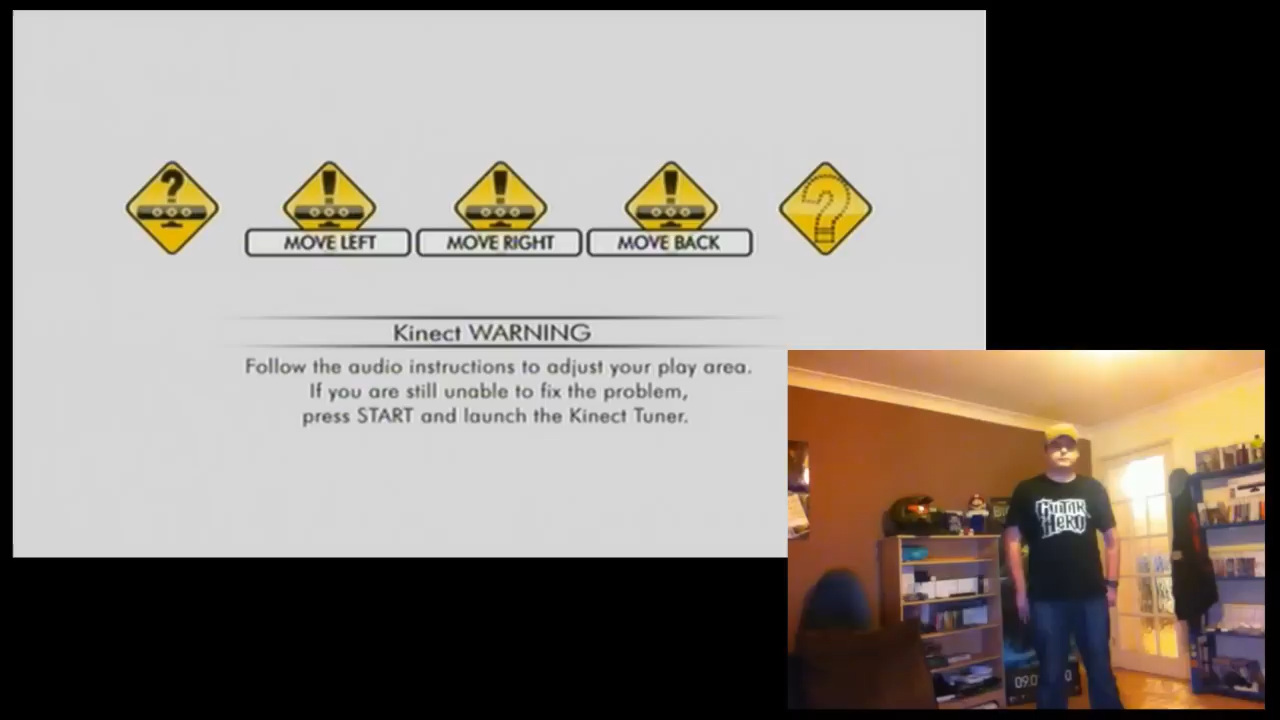 ?
!
MOVE LEFT
!
MOVE RIGHT
!
MOVE BACK
?
Kinect WARNING
Follow the audio instructions to adjust your play area.
If you are still unable to fix the problem,
press START and launch the Kinect Tuner.
GUITAR
HERO